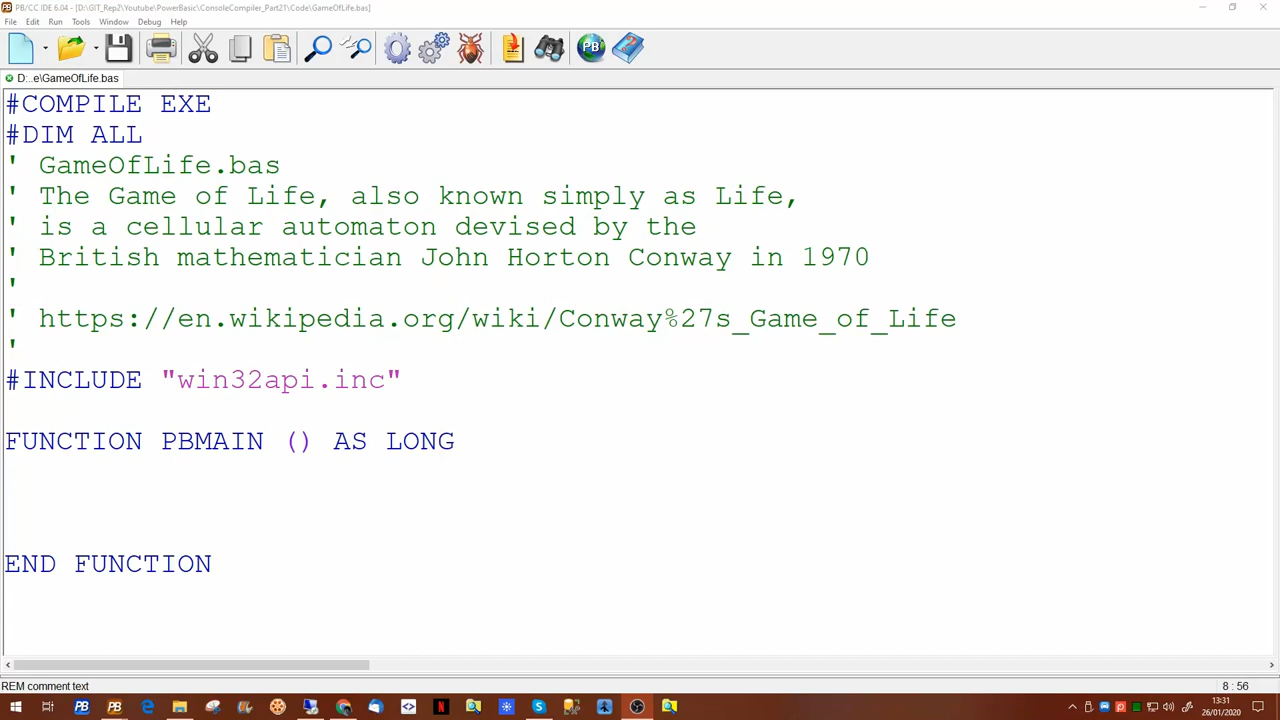 PB/CC IDE 6.04 - [D:\GIT_Rep2\Youtube\PowerBasic\ConsoleCompiler_Part21\Code\GameOfLife.bas]
File Edit Run Tools Window Debug Help
PB
D:..e\GameOfLife.bas
#COMPILE EXE
#DIM ALL
' GameOfLife.bas
' The Game of Life, also known simply as Life,
' is a cellular automaton devised by the
' British mathematician John Horton Conway in 1970
'
' https://en.wikipedia.org/wiki/Conway%27s_Game_of_Life
'
#INCLUDE "win32api.inc"
FUNCTION PBMAIN () AS LONG
END FUNCTION
REM comment text 8 : 56
13:31
26/01/2020